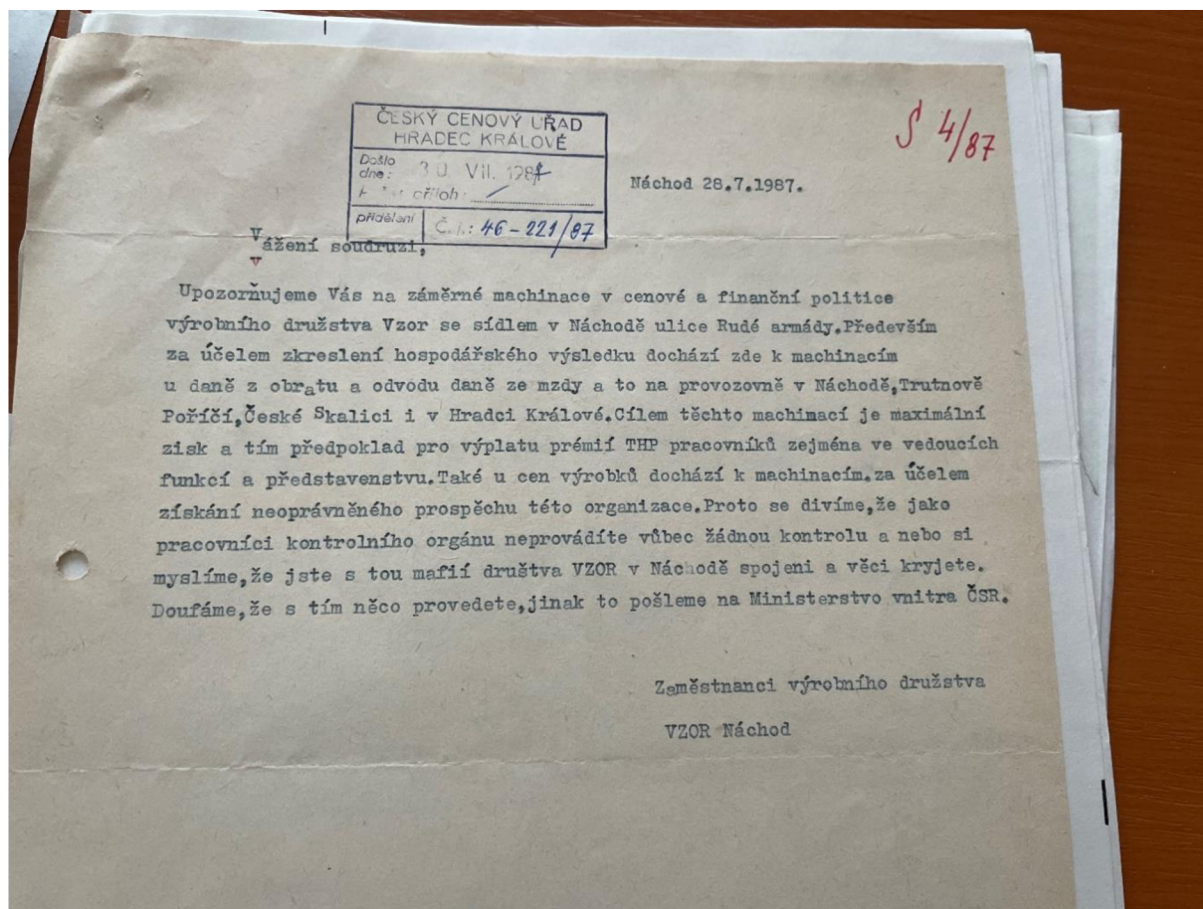 ČESKÝ CENOVÝ ÚŘAD
HRADEC KRÁLOVÉ
Došlo
dne: 30 VII. 1987
příloh:
přidělení Č. j.: 46-221/87
S 4/87
Náchod 28.7.1987.
Vážení soudruzi,
v
Upozorňujeme Vás na záměrné machinace v cenové a finanční politice
výrobního družstva Vzor se sídlem v Náchodě ulice Rudé armády.Především
za účelem zkreslení hospodářského výsledku dochází zde k machinacím
u daně z obratu a odvodu daně ze mzdy a to na provozovně v Náchodě,Trutnově
Poříčí,České Skalici i v Hradci Králové.Cílem těchto machinací je maximální
zisk a tím předpoklad pro výplatu prémií THP pracovníků zejména ve vedoucích
funkcí a představenstvu.Také u cen výrobků dochází k machinacím.za účelem
získání neoprávněného prospěchu této organizace.Proto se divíme,že jako
pracovníci kontrolního orgánu neprovádíte vůbec žádnou kontrolu a nebo si
myslíme,že jste s tou mafií društva VZOR v Náchodě spojeni a věci kryjete.
Doufáme,že s tím něco provedete,jinak to pošleme na Ministerstvo vnitra ČSR.
Zaměstnanci výrobního družstva
VZOR Náchod